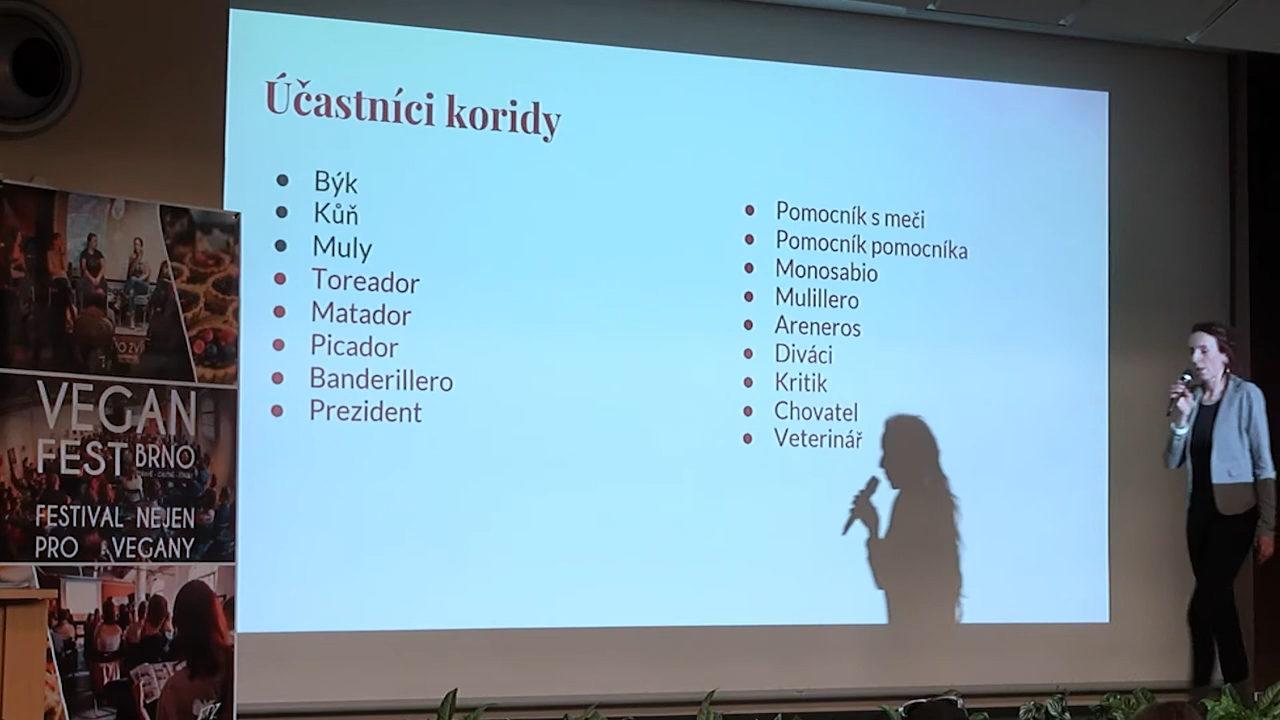 Účastníci koridy
Býk
Kůň
Muly
Toreador
Matador
Picador
Banderillero
Prezident
Pomocník s meči
Pomocník pomocníka
Monosabio
Mulillero
Areneros
Diváci
Kritik
Chovatel
Veterinář
VEGAN
FEST BRNO
FESTIVAL NEJEN
PRO VEGANY